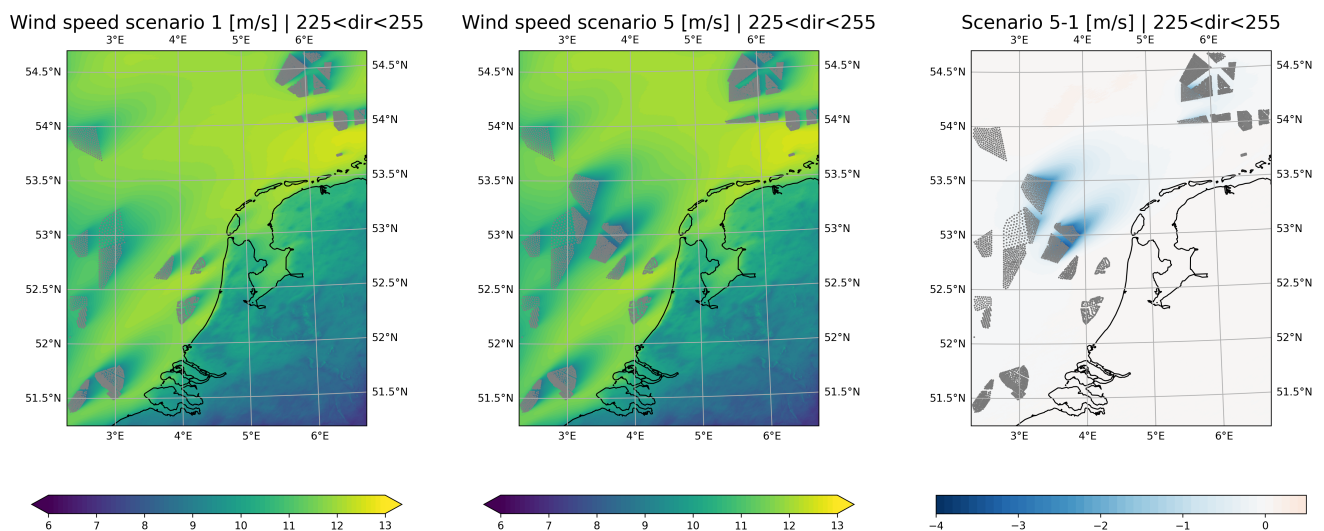 Wind speed scenario 1 [m/s] | 225<dir<255
3°E 4°E 5°E 6°E
54.5°N 54.5°N
54°N 54°N
53.5°N 53.5°N
53°N 53°N
52.5°N 52.5°N
52°N 52°N
51.5°N 51.5°N
3°E 4°E 5°E 6°E
6 7 8 9 10 11 12 13
Wind speed scenario 5 [m/s] | 225<dir<255
3°E 4°E 5°E 6°E
54.5°N 54.5°N
54°N 54°N
53.5°N 53.5°N
53°N 53°N
52.5°N 52.5°N
52°N 52°N
51.5°N 51.5°N
3°E 4°E 5°E 6°E
6 7 8 9 10 11 12 13
Scenario 5-1 [m/s] | 225<dir<255
3°E 4°E 5°E 6°E
54.5°N 54.5°N
54°N 54°N
53.5°N 53.5°N
53°N 53°N
52.5°N 52.5°N
52°N 52°N
51.5°N 51.5°N
3°E 4°E 5°E 6°E
−4 −3 −2 −1 0